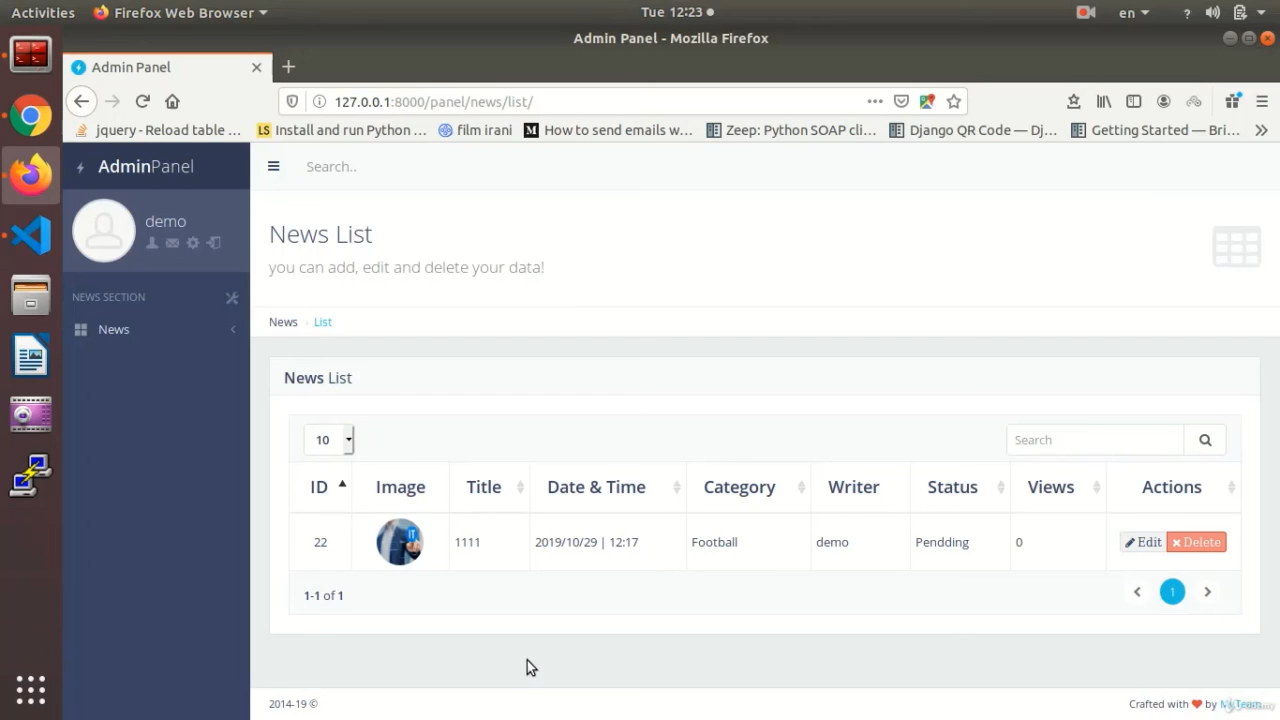 Activities Firefox Web Browser Tue 12:23 en ?
Admin Panel - Mozilla Firefox
Admin Panel
127.0.0.1:8000/panel/news/list/
jquery - Reload table ... LS Install and run Python ... film irani M How to send emails w... Zeep: Python SOAP cli... Django QR Code — Dj... Getting Started — Bri...
AdminPanel Search..
demo
News List
you can add, edit and delete your data!
NEWS SECTION
News
News List
News List
10 Search
ID Image Title Date & Time Category Writer Status Views Actions
22 IT 1111 2019/10/29 | 12:17 Football demo Pendding 0 Edit Delete
1-1 of 1 1
2014-19 © Crafted with by